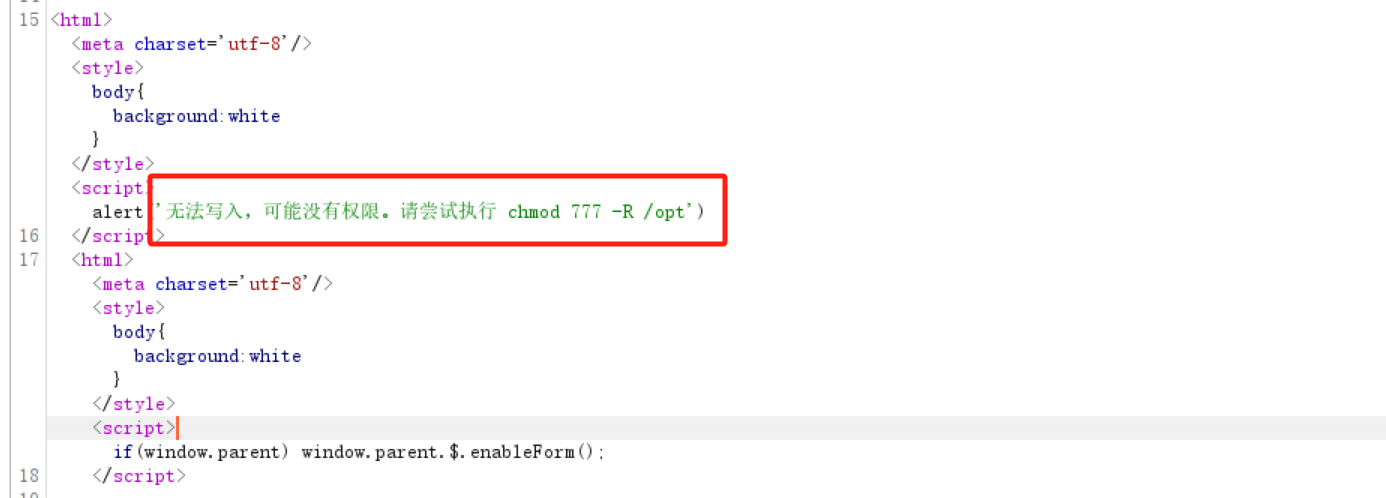 15 <html>
<meta charset='utf-8'/>
<style>
body{
background:white
}
</style>
<script>
alert('无法写入，可能没有权限。请尝试执行 chmod 777 -R /opt')
16 </script>
17 <html>
<meta charset='utf-8'/>
<style>
body{
background:white
}
</style>
<script>
if(window.parent) window.parent.$.enableForm();
18 </script>